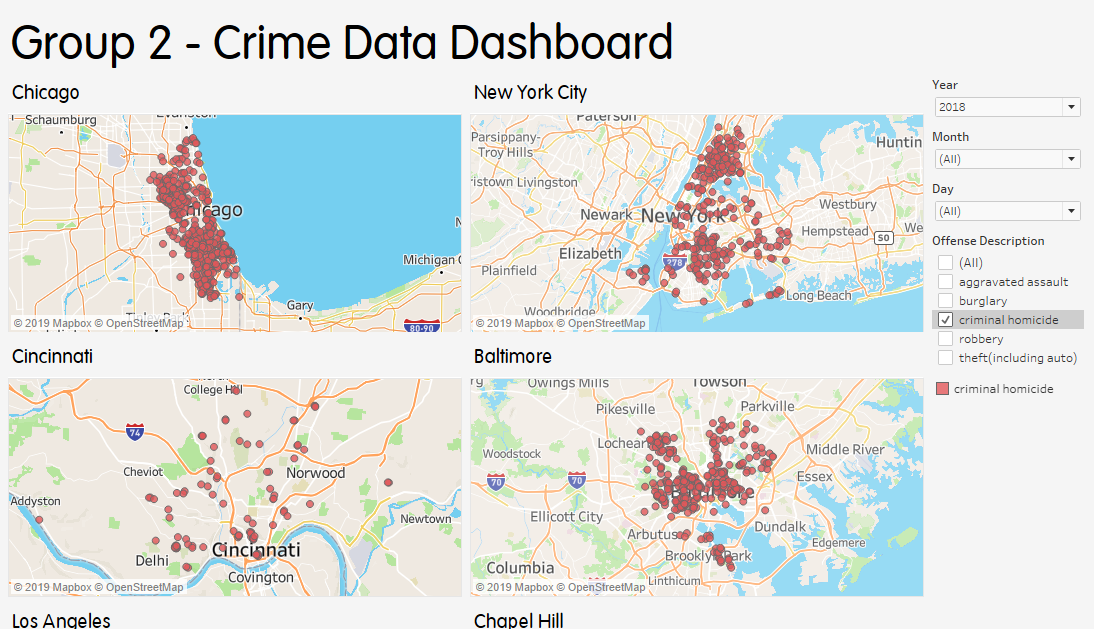 Group 2 - Crime Data Dashboard
Chicago
New York City
Schaumburg
Evanston
Chicago
Michigan C
Gary
80-90
© 2019 Mapbox © OpenStreetMap
Paterson
Parsippany-
Troy Hills
Huntin
ristown
Livingston
Newark
New York
Westbury
Hempstead
50
We
Elizabeth
278
Plainfield
Long Beach
Woodbridge
© 2019 Mapbox © OpenStreetMap
Year
2018
Month
(All)
Day
(All)
Offense Description
(All)
aggravated assault
burglary
criminal homicide
robbery
theft(including auto)
criminal homicide
Cincinnati
Baltimore
College Hill
74
Cheviot
Norwood
Addyston
Newtown
Delhi
Cincinnati
Covington
© 2019 Mapbox © OpenStreetMap
Owings Mills
Towson
Pikesville
Parkville
Lochear
Woodstock
Middle River
70
70
Essex
Baltimore
Ellicott City
Arbutus
Dundalk
Edgemere
Brooklyn Park
Columbia
Linthicum
© 2019 Mapbox © OpenStreetMap
Los Angeles
Chapel Hill